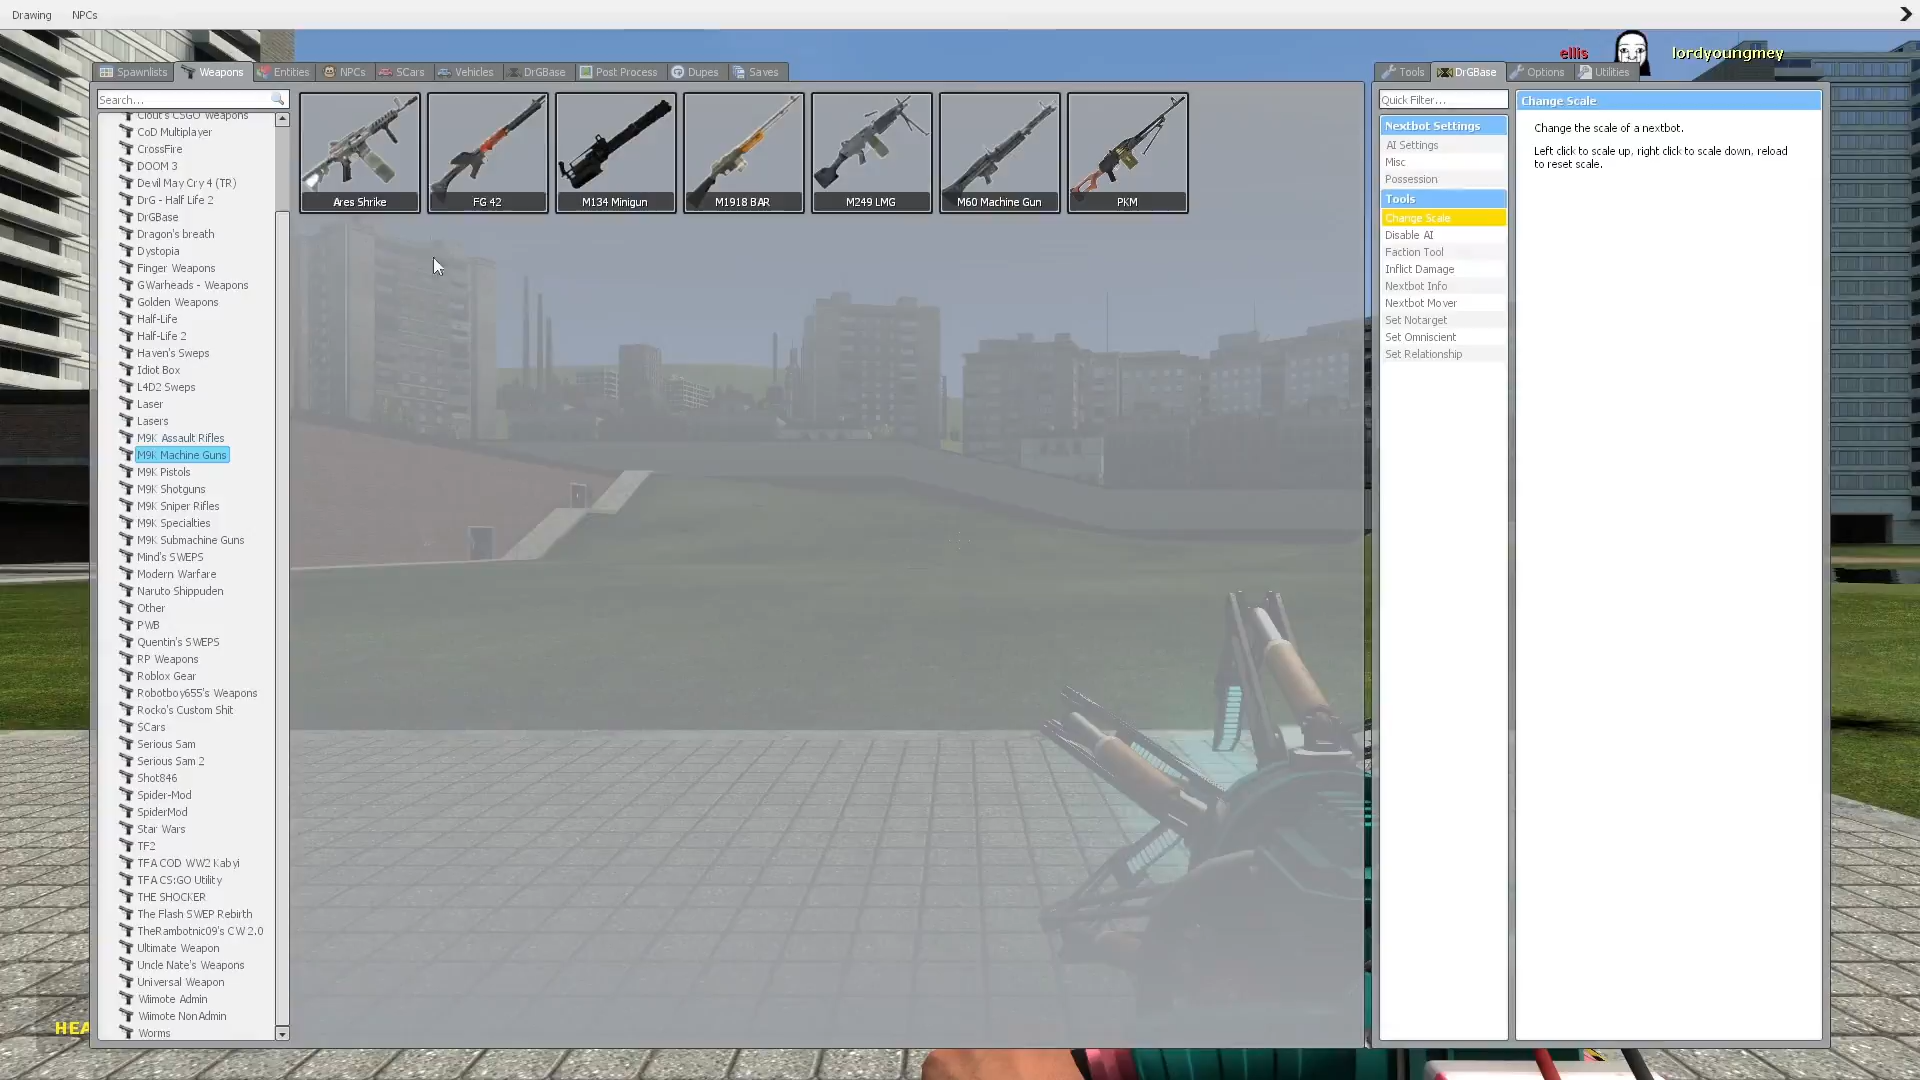 Drawing NPCs
ellis
lordyoungmey
Spawnlists Weapons Entities NPCs SCars Vehicles DrGBase Post Process Dupes Saves
Tools DrGBase Options Utilities
Search...
Clout's CSGO Weapons
CoD Multiplayer
CrossFire
DOOM 3
Devil May Cry 4 (TR)
DrG - Half Life 2
DrGBase
Dragon's breath
Dystopia
Finger Weapons
GWarheads - Weapons
Golden Weapons
Half-Life
Half-Life 2
Haven's Sweps
Idiot Box
L4D2 Sweps
Laser
Lasers
M9K Assault Rifles
M9K Machine Guns
M9K Pistols
M9K Shotguns
M9K Sniper Rifles
M9K Specialties
M9K Submachine Guns
Mind's SWEPS
Modern Warfare
Naruto Shippuden
Other
PWB
Quentin's SWEPS
RP Weapons
Roblox Gear
Robotboy655's Weapons
Rocko's Custom Shit
SCars
Serious Sam
Serious Sam 2
Shot846
Spider-Mod
SpiderMod
Star Wars
TF2
TFA COD WW2 Kabyi
TFA CS:GO Utility
THE SHOCKER
The Flash SWEP Rebirth
TheRambotnic09's CW 2.0
Ultimate Weapon
Uncle Nate's Weapons
Universal Weapon
Wiimote Admin
Wiimote NonAdmin
Worms
Ares Shrike
FG 42
M134 Minigun
M1918 BAR
M249 LMG
M60 Machine Gun
PKM
Quick Filter...
Nextbot Settings
AI Settings
Misc
Possession
Tools
Change Scale
Disable AI
Faction Tool
Inflict Damage
Nextbot Info
Nextbot Mover
Set Notarget
Set Omniscient
Set Relationship
Change Scale
Change the scale of a nextbot.
Left click to scale up, right click to scale down, reload
to reset scale.
HEA